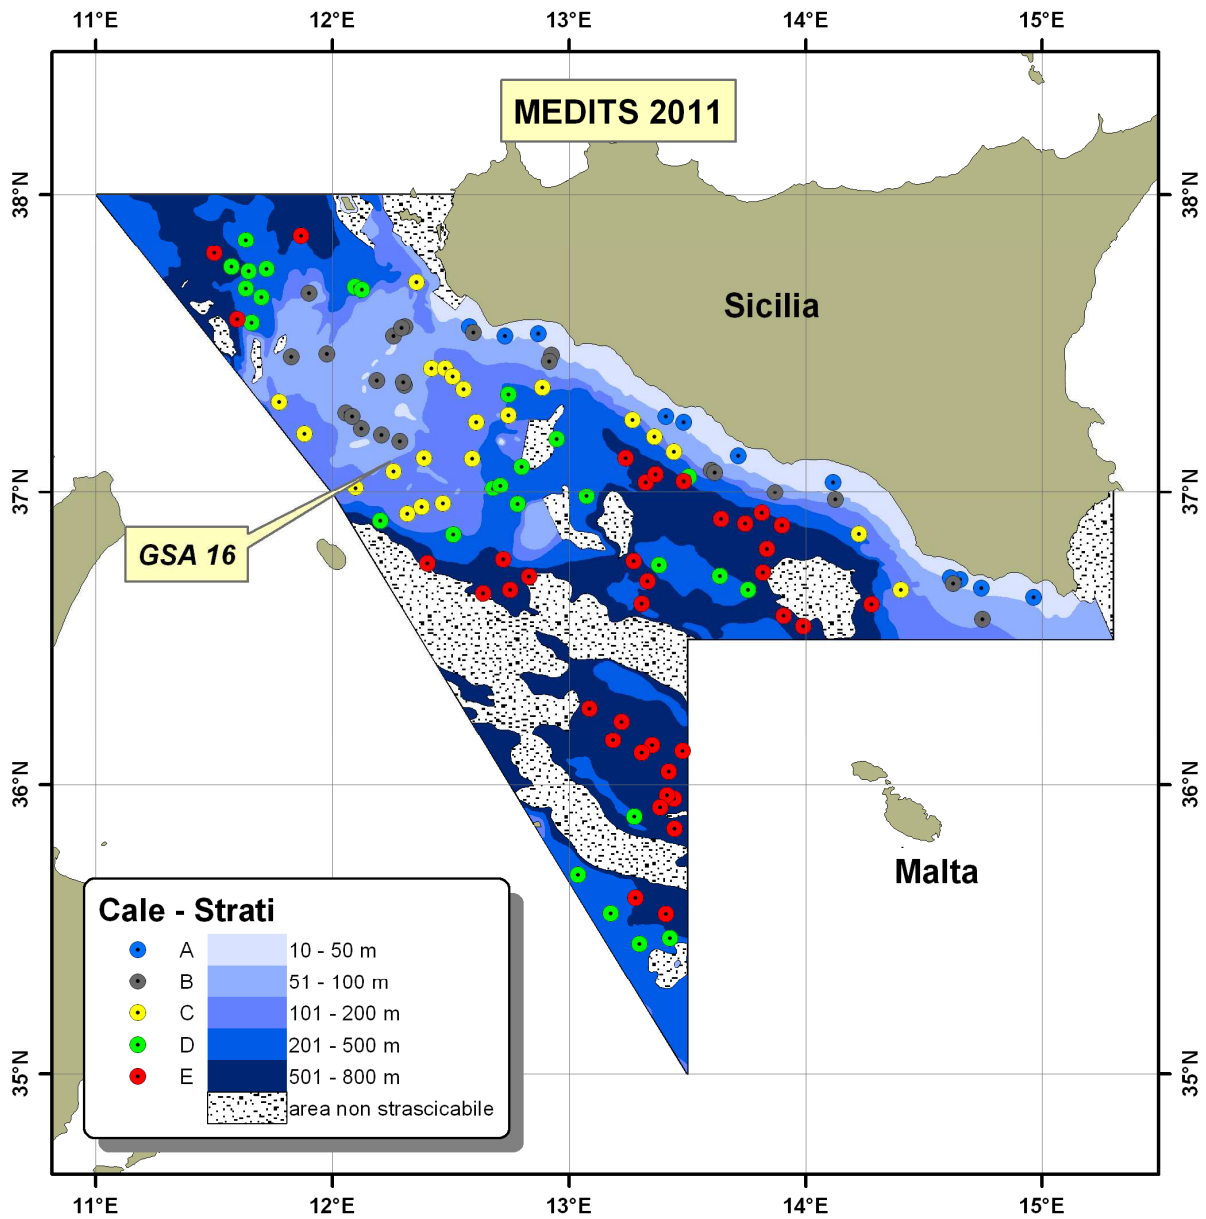 11°E 12°E 13°E 14°E 15°E
MEDITS 2011
38°N 38°N
Sicilia
37°N 37°N
GSA 16
36°N 36°N
Malta
Cale - Strati
A 10 - 50 m
B 51 - 100 m
C 101 - 200 m
D 201 - 500 m
E 501 - 800 m
area non strascicabile
35°N 35°N
11°E 12°E 13°E 14°E 15°E